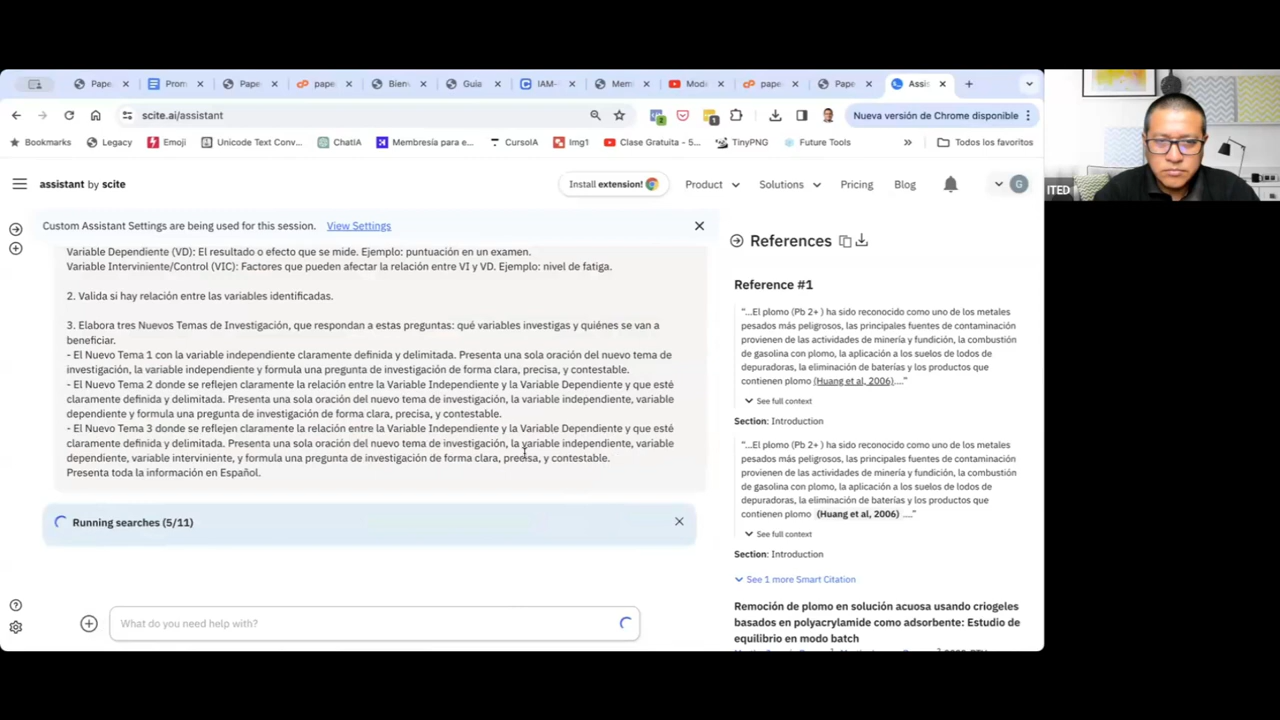 Pape
Prom
Pape
pape
Bien
Guia
IAM-
Mem
Mode
pape
Pape
Assis
scite.ai/assistant
Nueva versión de Chrome disponible
Bookmarks
Legacy
Emoji
Unicode Text Conv...
ChatIA
Membresía para e...
CursoIA
Img1
Clase Gratuita - 5...
TinyPNG
Future Tools
»
Todos los favoritos
assistant by scite
Install extension!
Product
Solutions
Pricing
Blog
G
ITED
Custom Assistant Settings are being used for this session. View Settings
Variable Dependiente (VD): El resultado o efecto que se mide. Ejemplo: puntuación en un examen.
Variable Interviniente/Control (VIC): Factores que pueden afectar la relación entre VI y VD. Ejemplo: nivel de fatiga.
2. Valida si hay relación entre las variables identificadas.
3. Elabora tres Nuevos Temas de Investigación, que respondan a estas preguntas: qué variables investigas y quiénes se van a
beneficiar.
- El Nuevo Tema 1 con la variable independiente claramente definida y delimitada. Presenta una sola oración del nuevo tema de
investigación, la variable independiente y formula una pregunta de investigación de forma clara, precisa, y contestable.
- El Nuevo Tema 2 donde se reflejen claramente la relación entre la Variable Independiente y la Variable Dependiente y que esté
claramente definida y delimitada. Presenta una sola oración del nuevo tema de investigación, la variable independiente, variable
dependiente y formula una pregunta de investigación de forma clara, precisa, y contestable.
- El Nuevo Tema 3 donde se reflejen claramente la relación entre la Variable Independiente y la Variable Dependiente y que esté
claramente definida y delimitada. Presenta una sola oración del nuevo tema de investigación, la variable independiente, variable
dependiente, variable interviniente, y formula una pregunta de investigación de forma clara, precisa, y contestable.
Presenta toda la información en Español.
Running searches (5/11)
What do you need help with?
References
Reference #1
"...El plomo (Pb 2+ ) ha sido reconocido como uno de los metales
pesados más peligrosos, las principales fuentes de contaminación
provienen de las actividades de minería y fundición, la combustión
de gasolina con plomo, la aplicación a los suelos de lodos de
depuradoras, la eliminación de baterías y los productos que
contienen plomo (Huang et al, 2006)...."
See full context
Section: Introduction
"...El plomo (Pb 2+ ) ha sido reconocido como uno de los metales
pesados más peligrosos, las principales fuentes de contaminación
provienen de las actividades de minería y fundición, la combustión
de gasolina con plomo, la aplicación a los suelos de lodos de
depuradoras, la eliminación de baterías y los productos que
contienen plomo (Huang et al, 2006) ...."
See full context
Section: Introduction
See 1 more Smart Citation
Remoción de plomo en solución acuosa usando criogeles
basados en polyacrylamide como adsorbente: Estudio de
equilibrio en modo batch